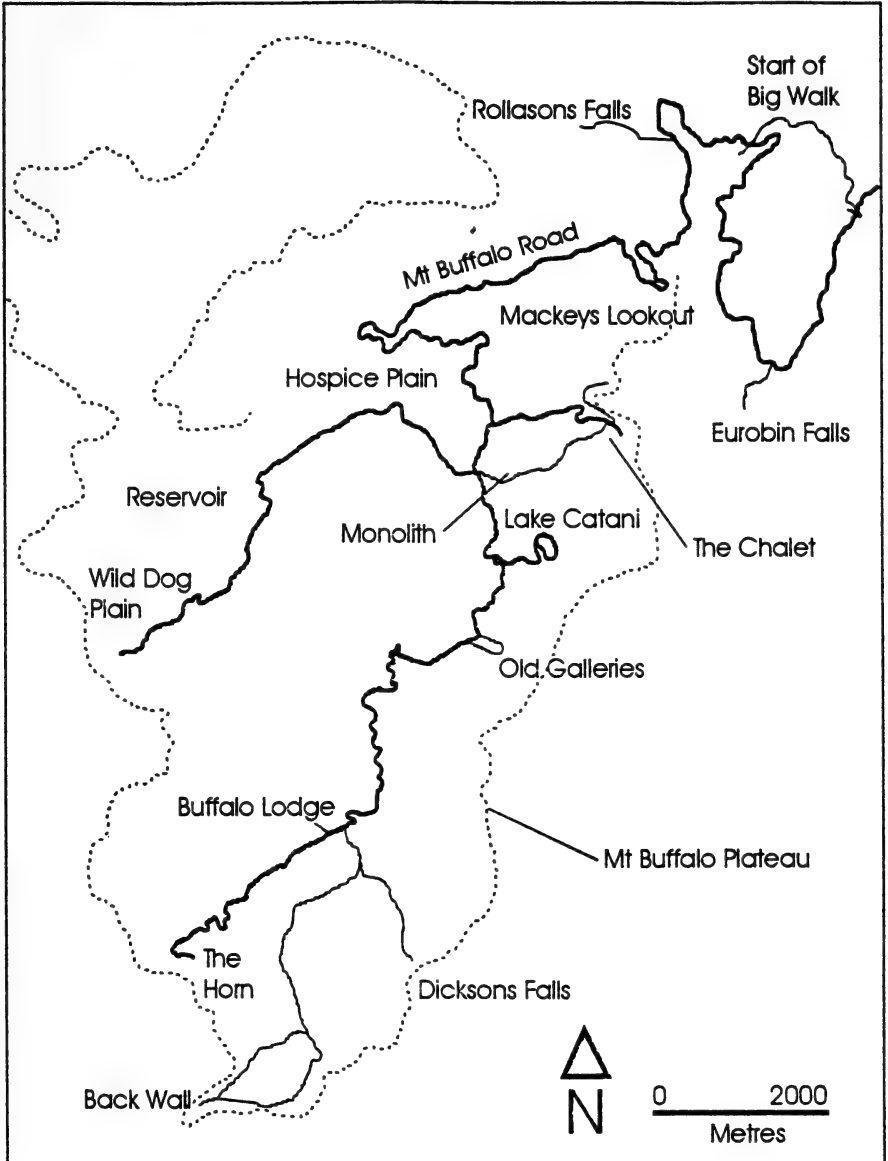 Start of
Big Walk
Rollasons Falls
Mt Buffalo Road
Mackeys Lookout
Hospice Plain
Eurobin Falls
Reservoir
Lake Catani
Monolith
The Chalet
Wild Dog
Plain
Old Galleries
Buffalo Lodge
Mt Buffalo Plateau
The
Horn
Dicksons Falls
Back Wall
N
0 2000
Metres